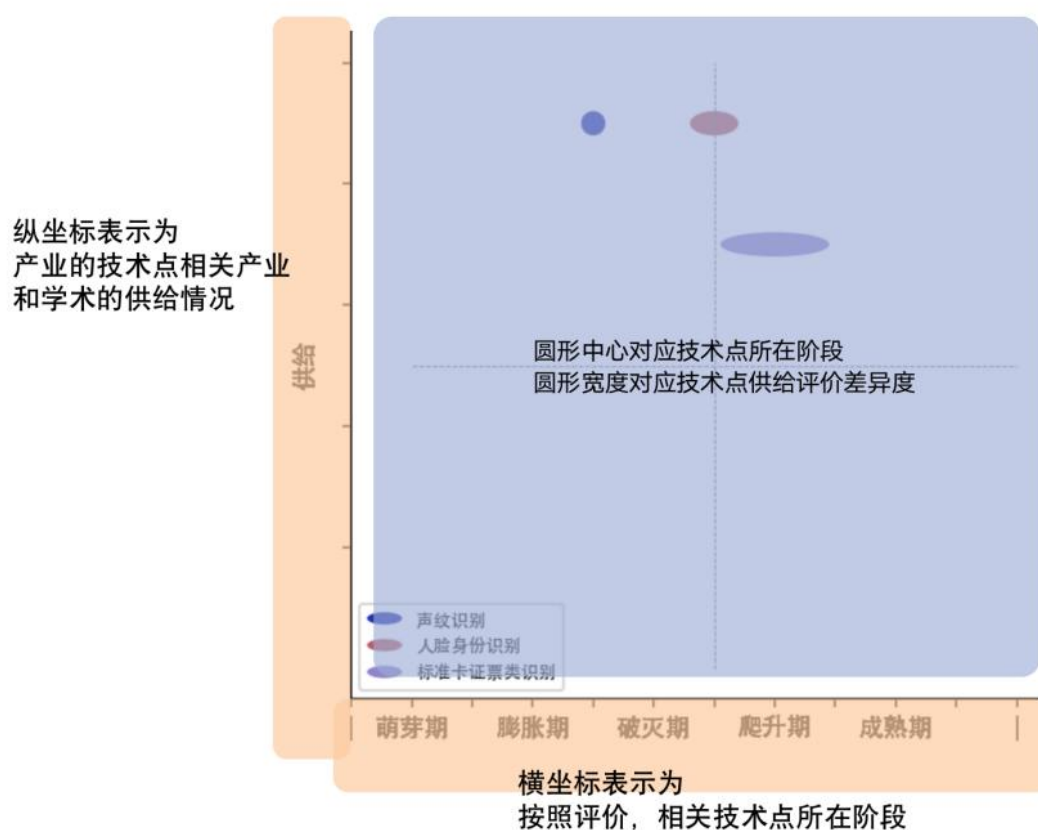 纵坐标表示为
产业的技术点相关产业
和学术的供给情况
供给
圆形中心对应技术点所在阶段
圆形宽度对应技术点供给评价差异度
声纹识别
人脸身份识别
标准卡证票类识别
萌芽期 膨胀期 破灭期 爬升期 成熟期
横坐标表示为
按照评价，相关技术点所在阶段